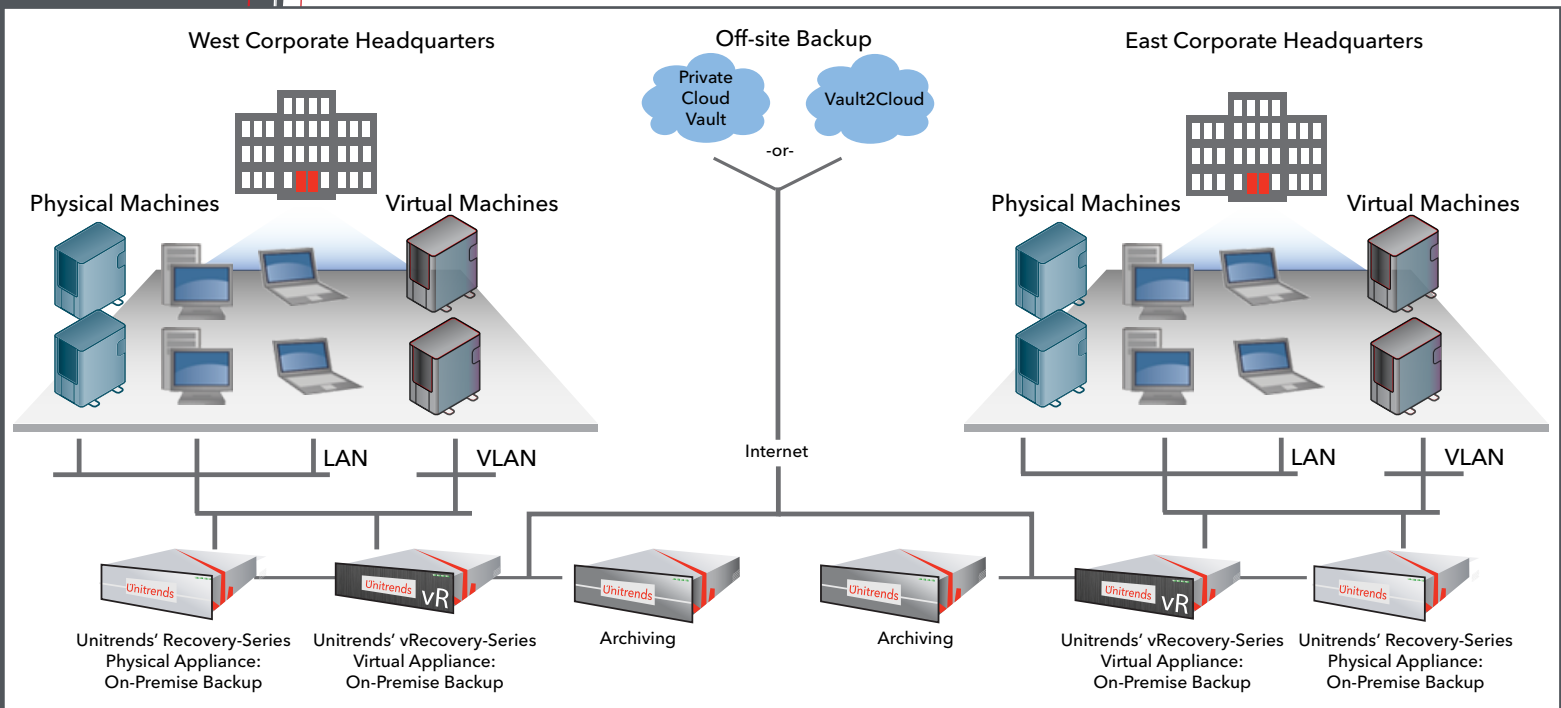 West Corporate Headquarters
Off-site Backup
East Corporate Headquarters
Private
Cloud
Vault
Vault2Cloud
-or-
Physical Machines
Virtual Machines
Physical Machines
Virtual Machines
Internet
LAN
VLAN
LAN
VLAN
Unitrends
Unitrends
vR
Unitrends
Unitrends
Unitrends
vR
Unitrends
Unitrends’ Recovery-Series
Physical Appliance:
On-Premise Backup
Unitrends’ vRecovery-Series
Virtual Appliance:
On-Premise Backup
Archiving
Archiving
Unitrends’ vRecovery-Series
Virtual Appliance:
On-Premise Backup
Unitrends’ Recovery-Series
Physical Appliance:
On-Premise Backup